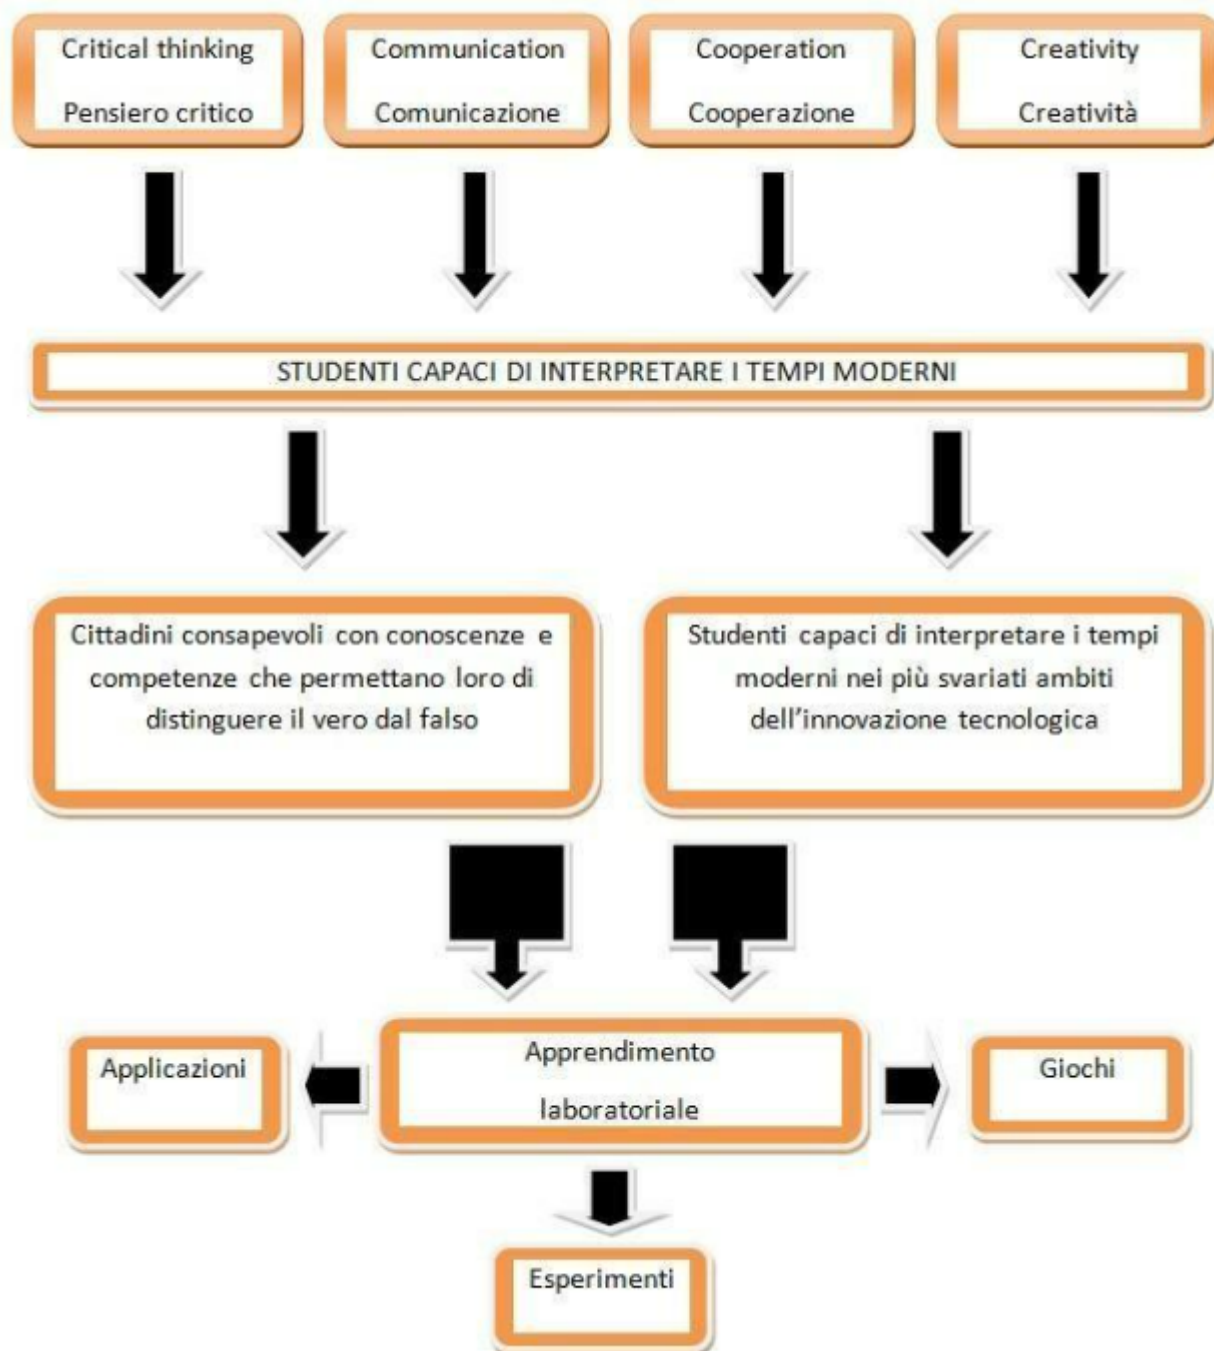 Critical thinking
Pensiero critico
Communication
Comunicazione
Cooperation
Cooperazione
Creativity
Creatività
STUDENTI CAPACI DI INTERPRETARE I TEMPI MODERNI
Cittadini consapevoli con conoscenze e
competenze che permettano loro di
distinguere il vero dal falso
Studenti capaci di interpretare i tempi
moderni nei più svariati ambiti
dell’innovazione tecnologica
Applicazioni
Apprendimento
laboratoriale
Giochi
Esperimenti